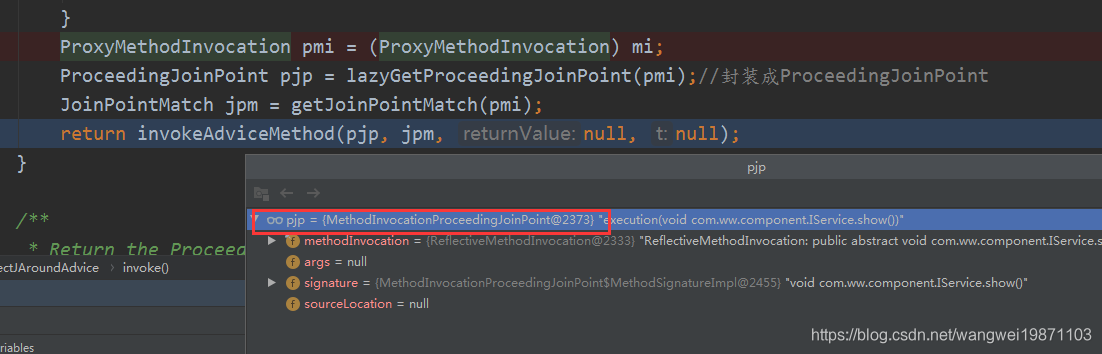 }
ProxyMethodInvocation pmi = (ProxyMethodInvocation) mi;
ProceedingJoinPoint pjp = lazyGetProceedingJoinPoint(pmi);//封装成ProceedingJoinPoint
JoinPointMatch jpm = getJoinPointMatch(pmi);
return invokeAdviceMethod(pjp, jpm, returnValue: null, t: null);
}
pjp
/**
pjp = {MethodInvocationProceedingJoinPoint@2373} "execution(void com.ww.component.IService.show())"
* Return the Proceed
methodInvocation = {ReflectiveMethodInvocation@2333} "ReflectiveMethodInvocation: public abstract void com.ww.component.IService.s
ectJAroundAdvice › invoke()
args = null
signature = {MethodInvocationProceedingJoinPoint$MethodSignatureImpl@2455} "void com.ww.component.IService.show()"
sourceLocation = null
https://blog.csdn.net/wangwei19871103
ariables